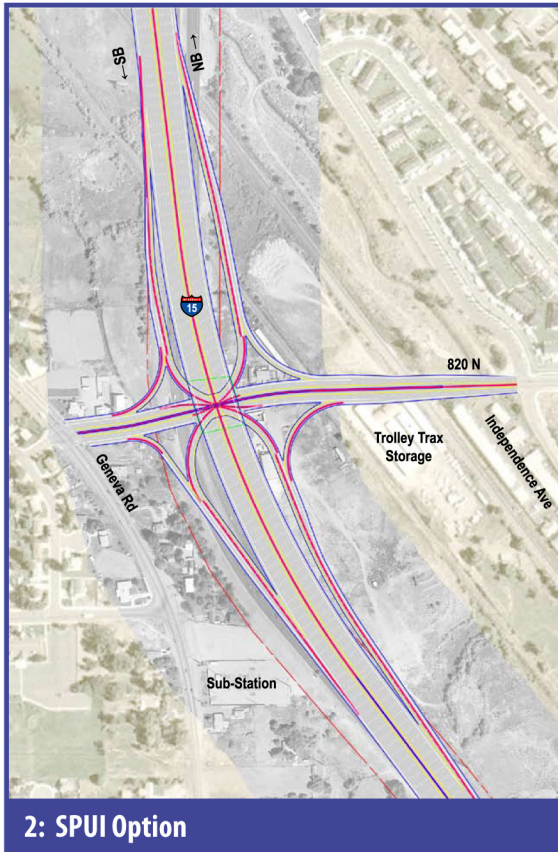 ←SB
←NB
15
820 N
Trolley Trax
Storage
Independence Ave
Geneva Rd
Sub-Station
2: SPUI Option